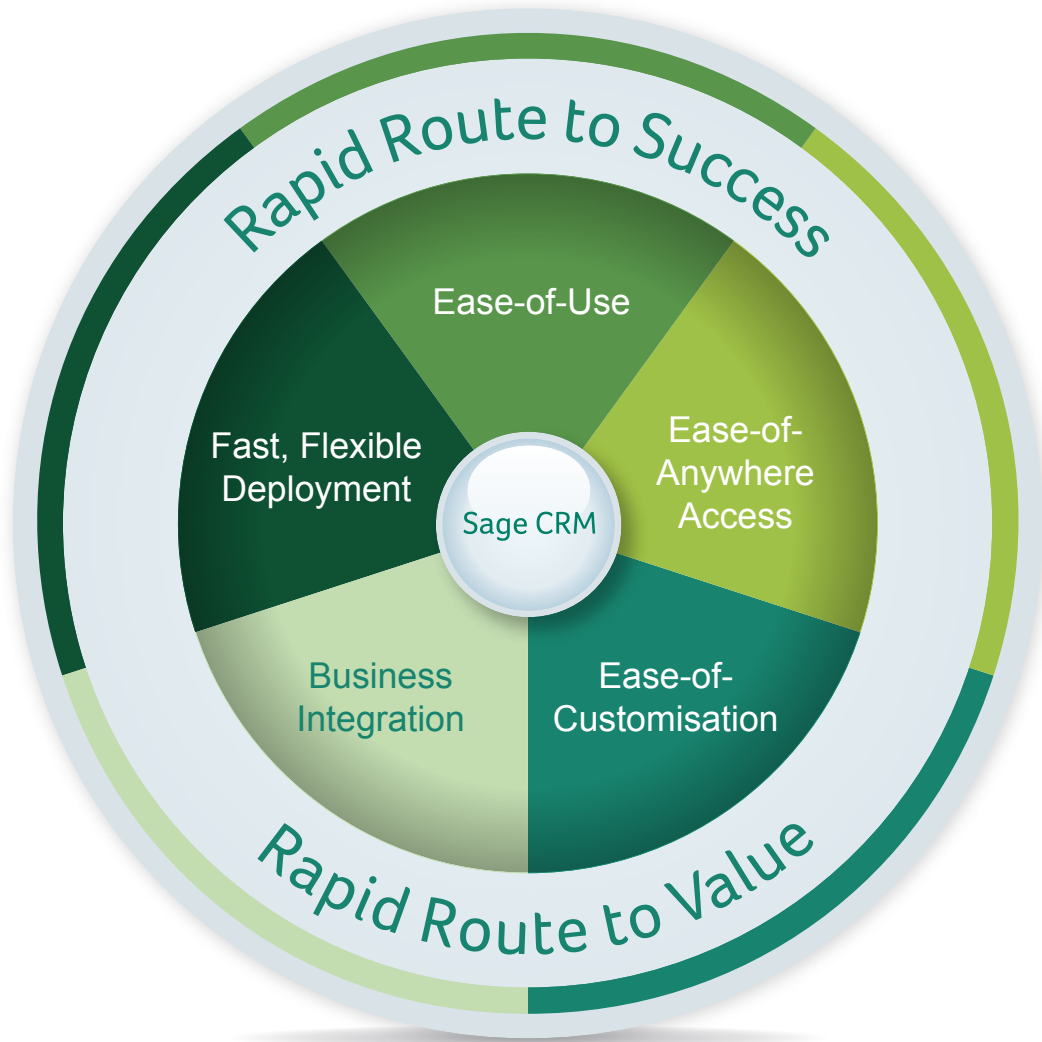 Rapid Route to Success
Ease-of-Use
Fast, Flexible
Deployment
Ease-of-
Anywhere
Access
Sage CRM
Business
Integration
Ease-of-
Customisation
Rapid Route to Value